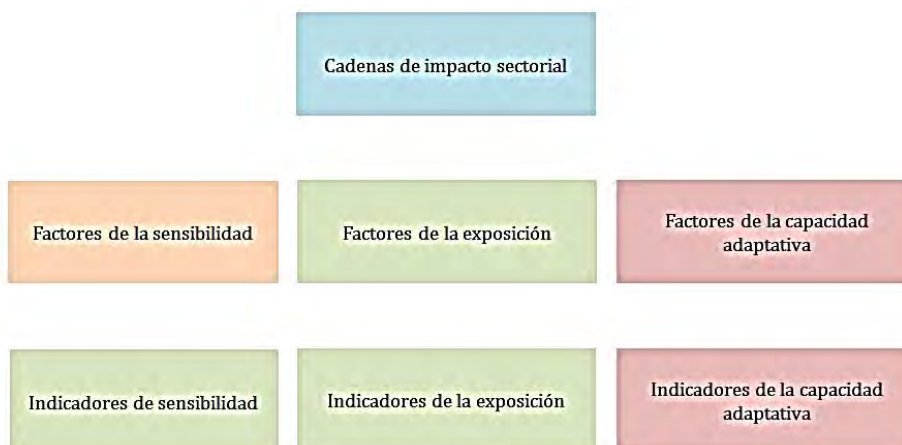 Cadenas de impacto sectorial
Factores de la sensibilidad
Factores de la exposición
Factores de la capacidad
adaptativa
Indicadores de sensibilidad
Indicadores de la exposición
Indicadores de la capacidad
adaptativa